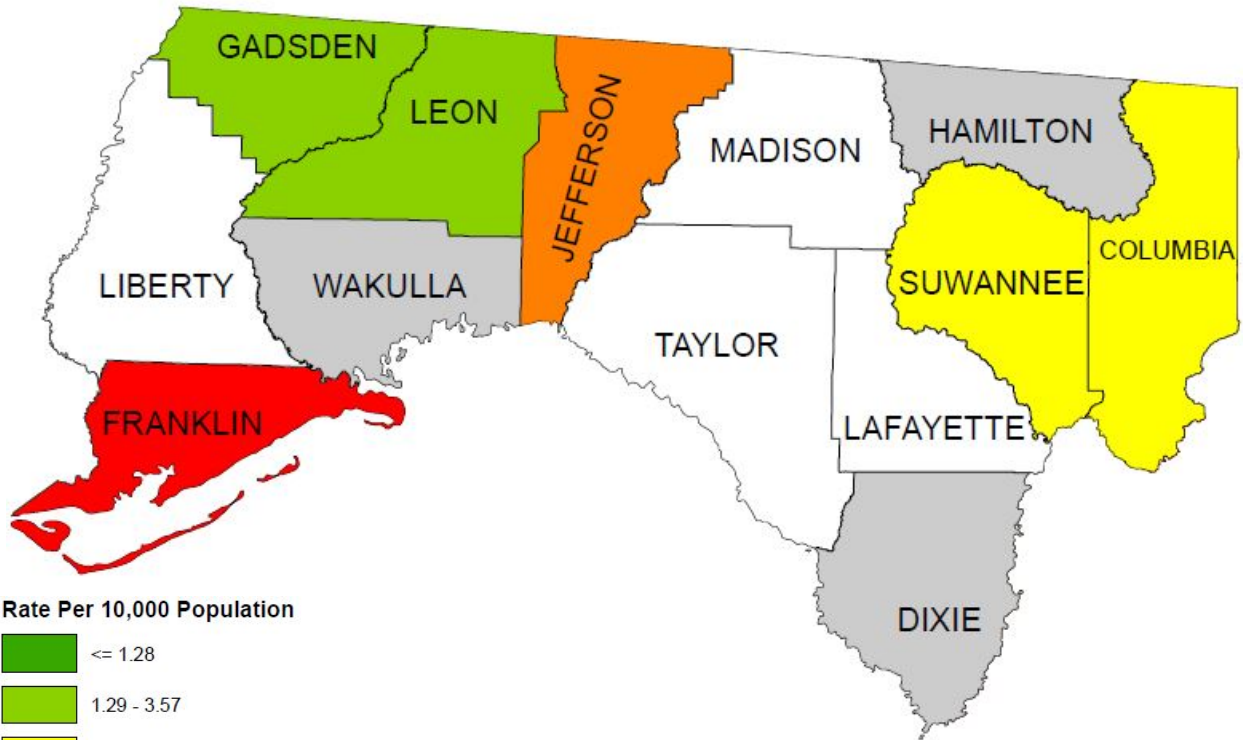 GADSDEN
LEON
JEFFERSON
MADISON
HAMILTON
COLUMBIA
LIBERTY
WAKULLA
SUWANNEE
TAYLOR
FRANKLIN
LAFAYETTE
DIXIE
Rate Per 10,000 Population
<= 1.28
1.29 - 3.57